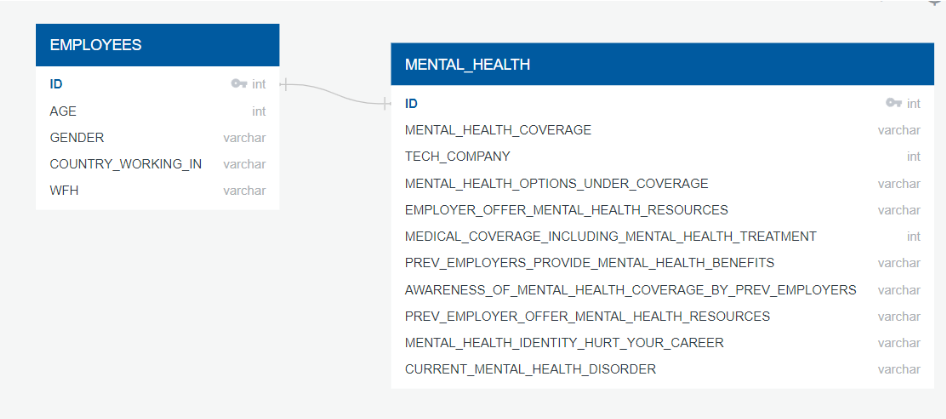 EMPLOYEES
ID int
AGE int
GENDER varchar
COUNTRY_WORKING_IN varchar
WFH varchar
MENTAL_HEALTH
ID int
MENTAL_HEALTH_COVERAGE varchar
TECH_COMPANY int
MENTAL_HEALTH_OPTIONS_UNDER_COVERAGE varchar
EMPLOYER_OFFER_MENTAL_HEALTH_RESOURCES varchar
MEDICAL_COVERAGE_INCLUDING_MENTAL_HEALTH_TREATMENT int
PREV_EMPLOYERS_PROVIDE_MENTAL_HEALTH_BENEFITS varchar
AWARENESS_OF_MENTAL_HEALTH_COVERAGE_BY_PREV_EMPLOYERS varchar
PREV_EMPLOYER_OFFER_MENTAL_HEALTH_RESOURCES varchar
MENTAL_HEALTH_IDENTITY_HURT_YOUR_CAREER varchar
CURRENT_MENTAL_HEALTH_DISORDER varchar